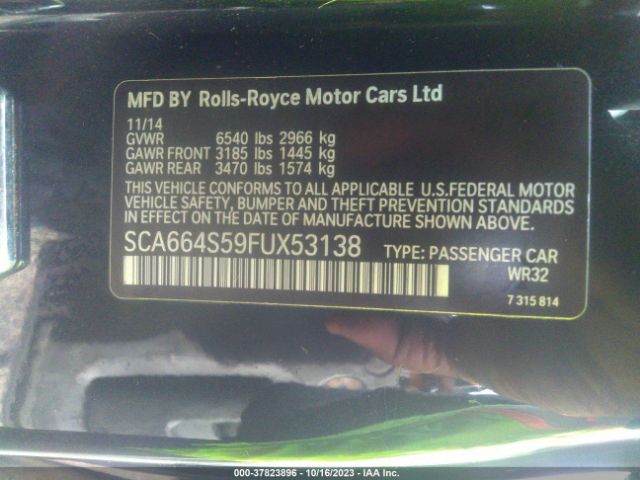 MFD BY Rolls-Royce Motor Cars Ltd
11/14
GVWR 6540 lbs 2966 kg
GAWR FRONT 3185 lbs 1445 kg
GAWR REAR 3470 lbs 1574 kg
THIS VEHICLE CONFORMS TO ALL APPLICABLE U.S.FEDERAL MOTOR
VEHICLE SAFETY, BUMPER AND THEFT PREVENTION STANDARDS
IN EFFECT ON THE DATE OF MANUFACTURE SHOWN ABOVE.
SCA664S59FUX53138 TYPE: PASSENGER CAR
WR32
7 315 814
000-37823896 - 10/16/2023 - IAA Inc.